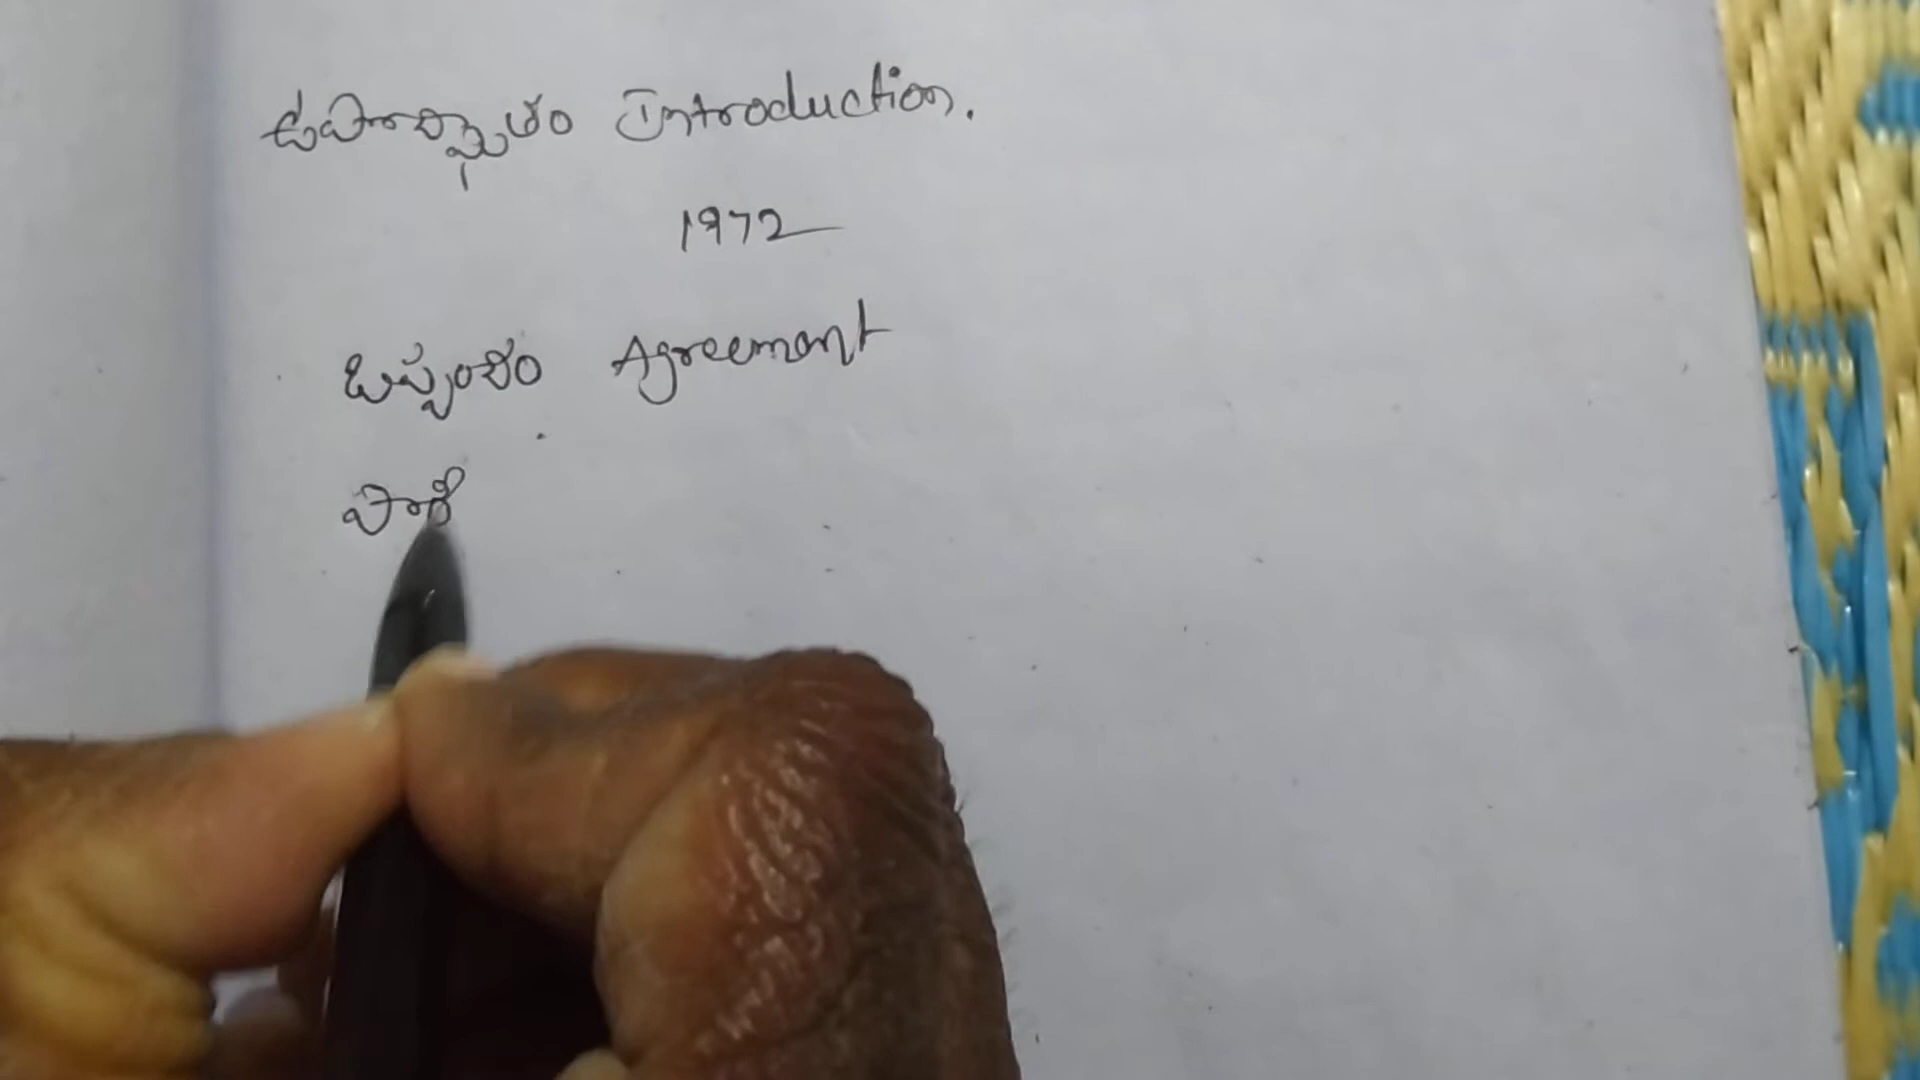 ఉపోద్ఘాతం Introduction.
1972
ఒప్పందం Agreement
పాకి